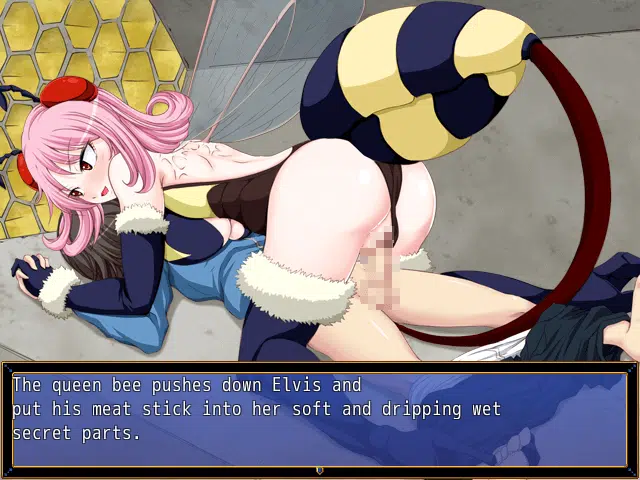 The queen bee pushes down Elvis and
put his meat stick into her soft and dripping wet
secret parts.